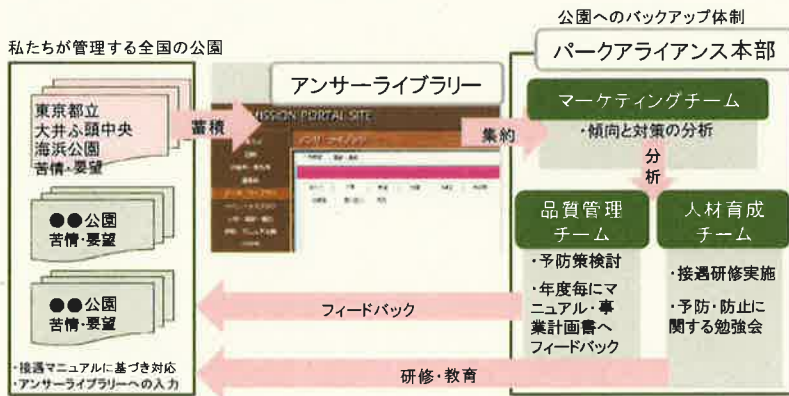 公園へのバックアップ体制
私たちが管理する全国の公園
パークアライアンス本部
アンサーライブラリー
東京都立
大井ふ頭中央
海浜公園
苦情・要望
蓄積
MISSION PORTAL SITE
集約
マーケティングチーム
・傾向と対策の分析
分析
●●公園
苦情・要望
●●公園
苦情・要望
品質管理
チーム
・予防策検討
・年度毎にマ
ニュアル・事
業計画書へ
フィードバック
人材育成
チーム
・接遇研修実施
・予防・防止に
関する勉強会
フィードバック
・接遇マニュアルに基づき対応
・アンサーライブラリーへの入力
研修・教育